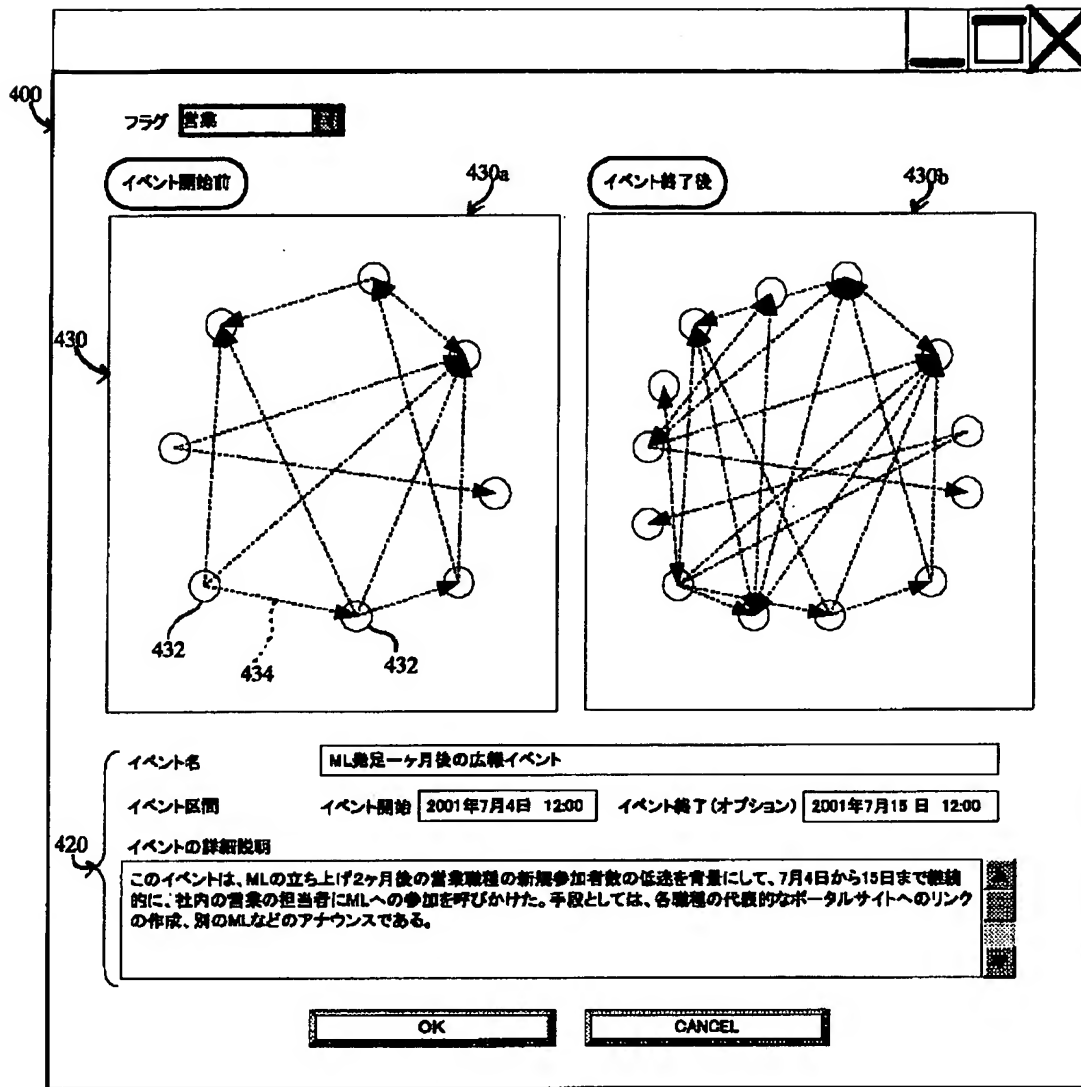 400
フラグ 営業
イベント開始前 430a イベント終了後 430b
430
432 434 432
イベント名 ML発足一ヶ月後の広報イベント
イベント区間 イベント開始 2001年7月4日 12:00 イベント終了(オプション) 2001年7月15日 12:00
420
イベントの詳細説明
このイベントは、MLの立ち上げ2ヶ月後の営業職種の新規参加者数の低迷を背景にして、7月4日から15日まで継続
的に、社内の営業の担当者にMLへの参加を呼びかけた。手段としては、各職種の代表的なポータルサイトへのリンク
の作成、別のMLなどのアナウンスである。
OK CANCEL